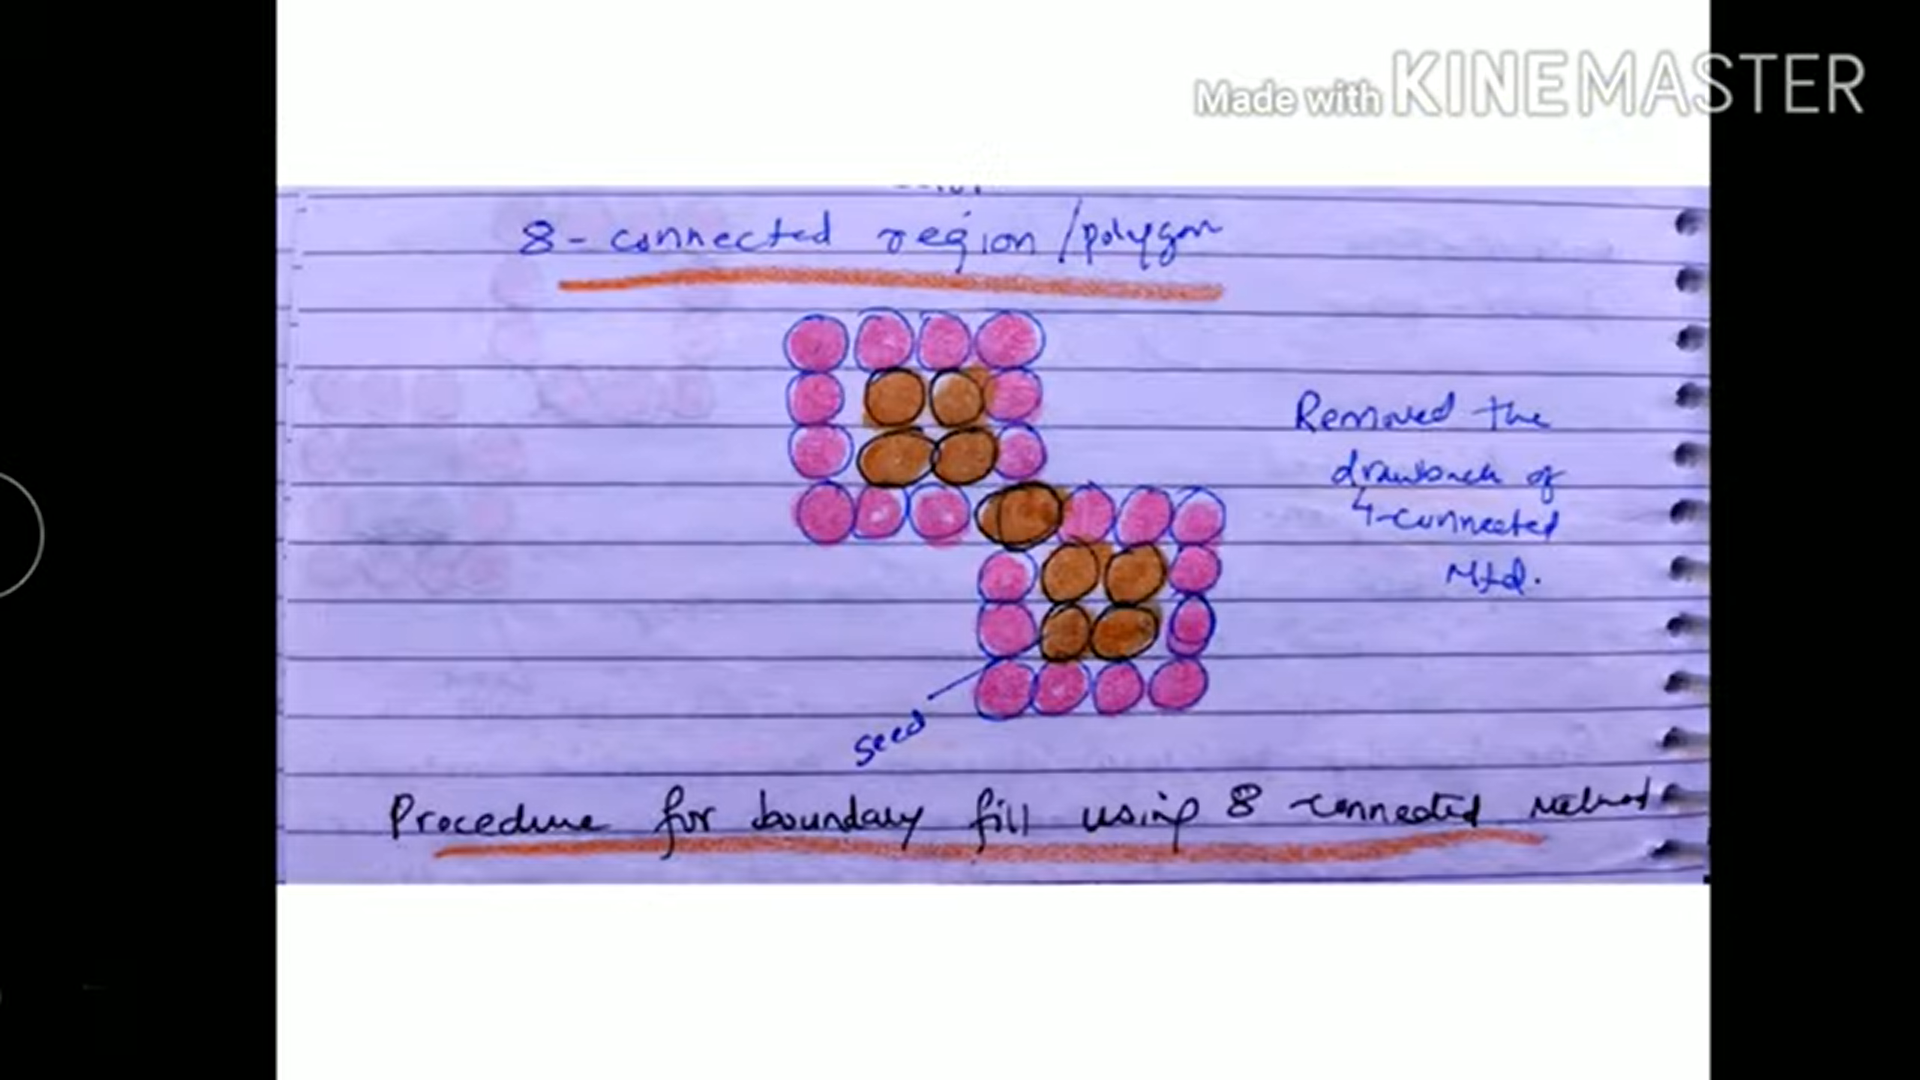 Made with KINEMASTER
8 - connected region / polygon
Removed the
drawback of
4-connected
Mtd.
Seed
Procedure for boundary fill using 8-connected method